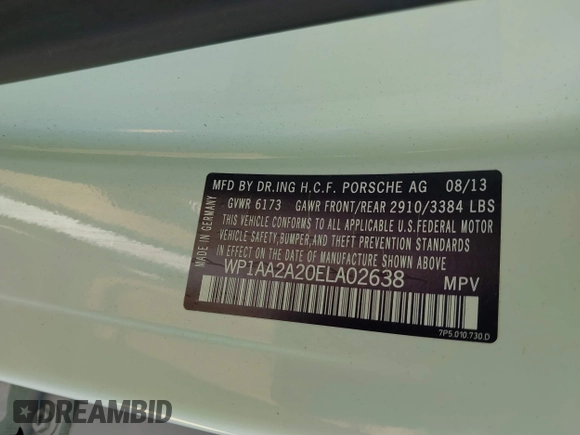 MFD BY DR.ING H.C.F. PORSCHE AG 08/13
GVWR 6173 GAWR FRONT/REAR 2910/3384 LBS
THIS VEHICLE CONFORMS TO ALL APPLICABLE U.S.FEDERAL MOTOR
VEHICLE SAFETY,BUMPER,AND THEFT PREVENTION STANDARDS
IN EFFECT ON THE DATE OF MANUFACTURE SHOWN ABOVE.
WP1AA2A20ELA02638 MPV
MADE IN GERMANY
7P5.010.730.D
DREAMBID